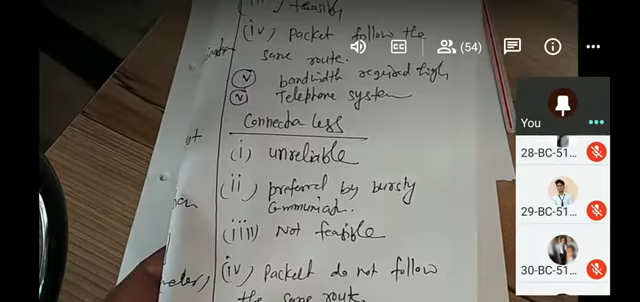 feasibly
(iv) Packet follow the
same route.
(v) bandwidth required high
(v) Telephone system
(54)
Connection less
(i) unreliable
(ii) preferred by bursty
Communication.
(iii) Not feasible
(iv) Packet do not follow
the same route.
You
28-BC-51...
29-BC-51...
30-BC-51...
CC